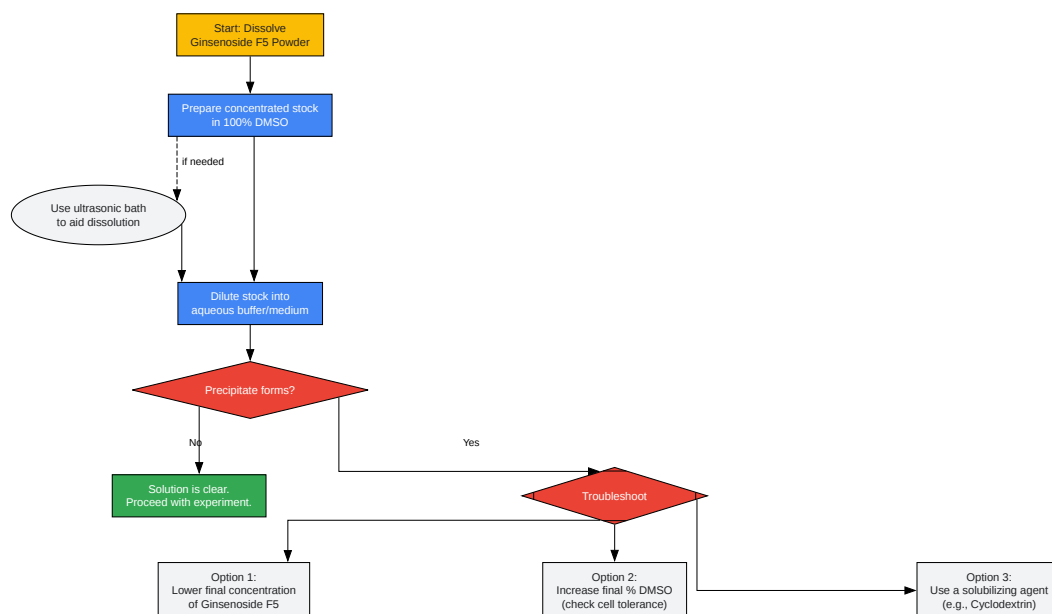 Start: Dissolve
Ginsenoside F5 Powder
Prepare concentrated stock
in 100% DMSO
if needed
Use ultrasonic bath
to aid dissolution
Dilute stock into
aqueous buffer/medium
Precipitate forms?
No
Yes
Solution is clear.
Proceed with experiment.
Troubleshoot
Option 1:
Lower final concentration
of Ginsenoside F5
Option 2:
Increase final % DMSO
(check cell tolerance)
Option 3:
Use a solubilizing agent
(e.g., Cyclodextrin)